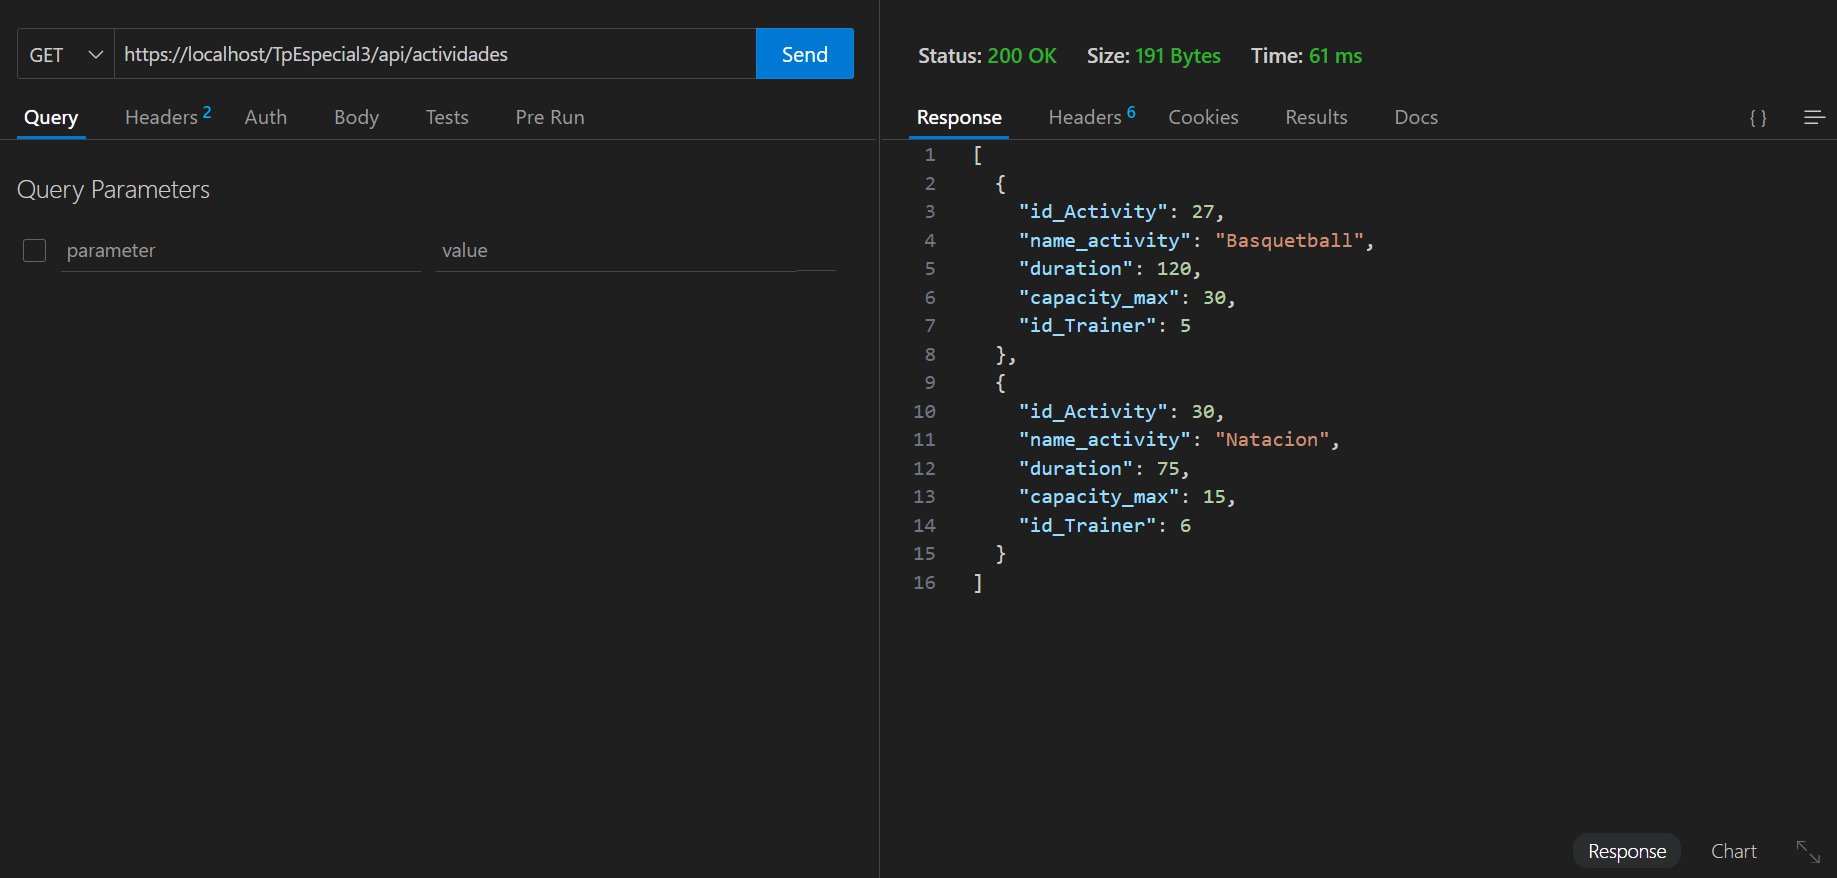 GET https://localhost/TpEspecial3/api/actividades Send
Query Headers 2 Auth Body Tests Pre Run
Query Parameters
parameter value
Status: 200 OK Size: 191 Bytes Time: 61 ms
Response Headers 6 Cookies Results Docs { }
1 [
2 {
3 "id_Activity": 27,
4 "name_activity": "Basquetball",
5 "duration": 120,
6 "capacity_max": 30,
7 "id_Trainer": 5
8 },
9 {
10 "id_Activity": 30,
11 "name_activity": "Natacion",
12 "duration": 75,
13 "capacity_max": 15,
14 "id_Trainer": 6
15 }
16 ]
Response Chart